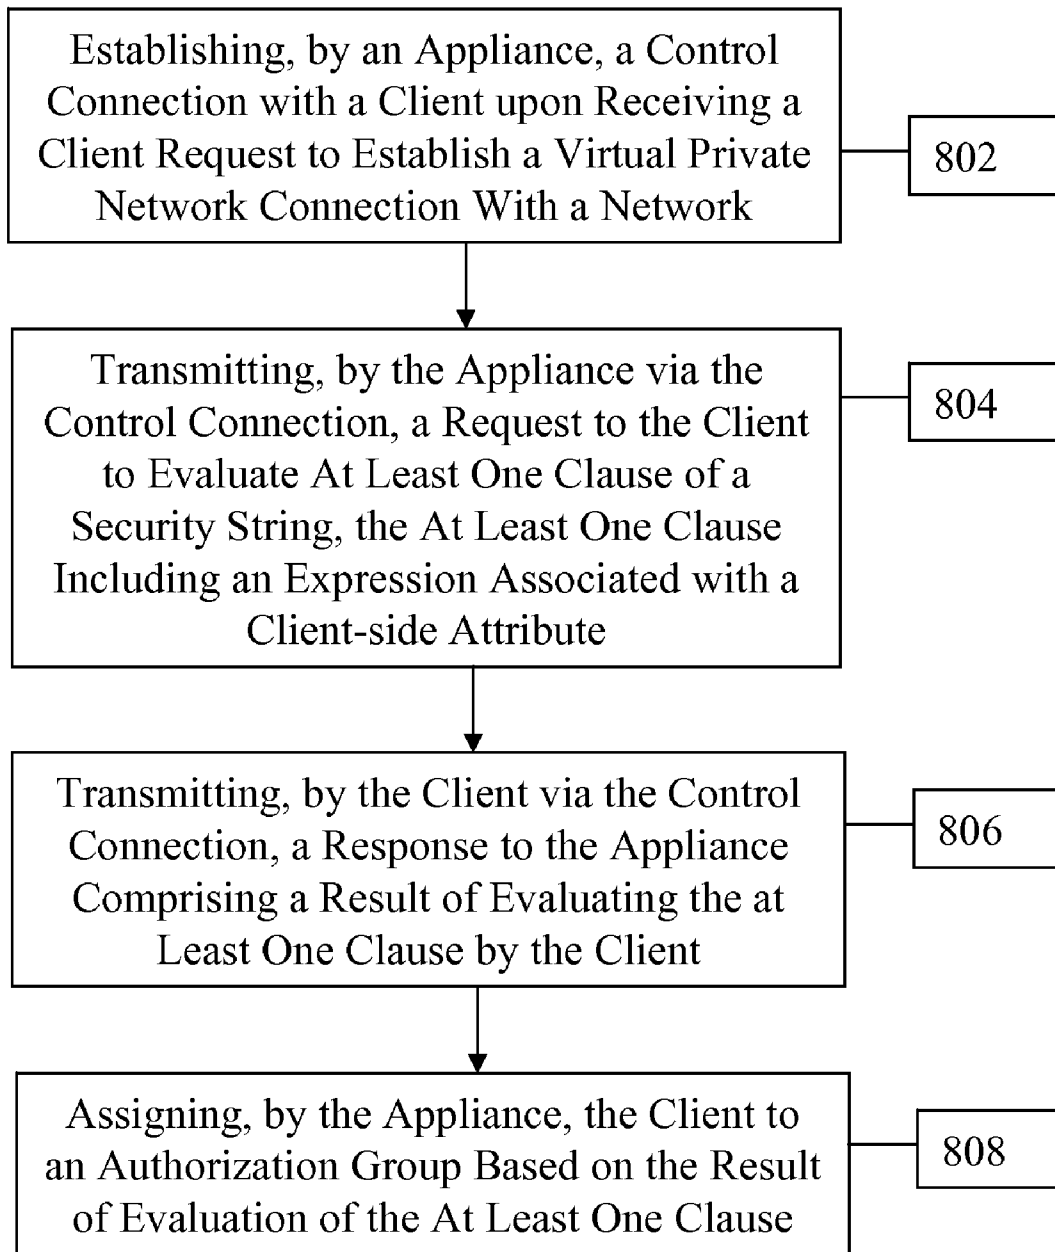 Establishing, by an Appliance, a Control
Connection with a Client upon Receiving a
Client Request to Establish a Virtual Private
Network Connection With a Network
802
Transmitting, by the Appliance via the
Control Connection, a Request to the Client
to Evaluate At Least One Clause of a
Security String, the At Least One Clause
Including an Expression Associated with a
Client-side Attribute
804
Transmitting, by the Client via the Control
Connection, a Response to the Appliance
Comprising a Result of Evaluating the at
Least One Clause by the Client
806
Assigning, by the Appliance, the Client to
an Authorization Group Based on the Result
of Evaluation of the At Least One Clause
808